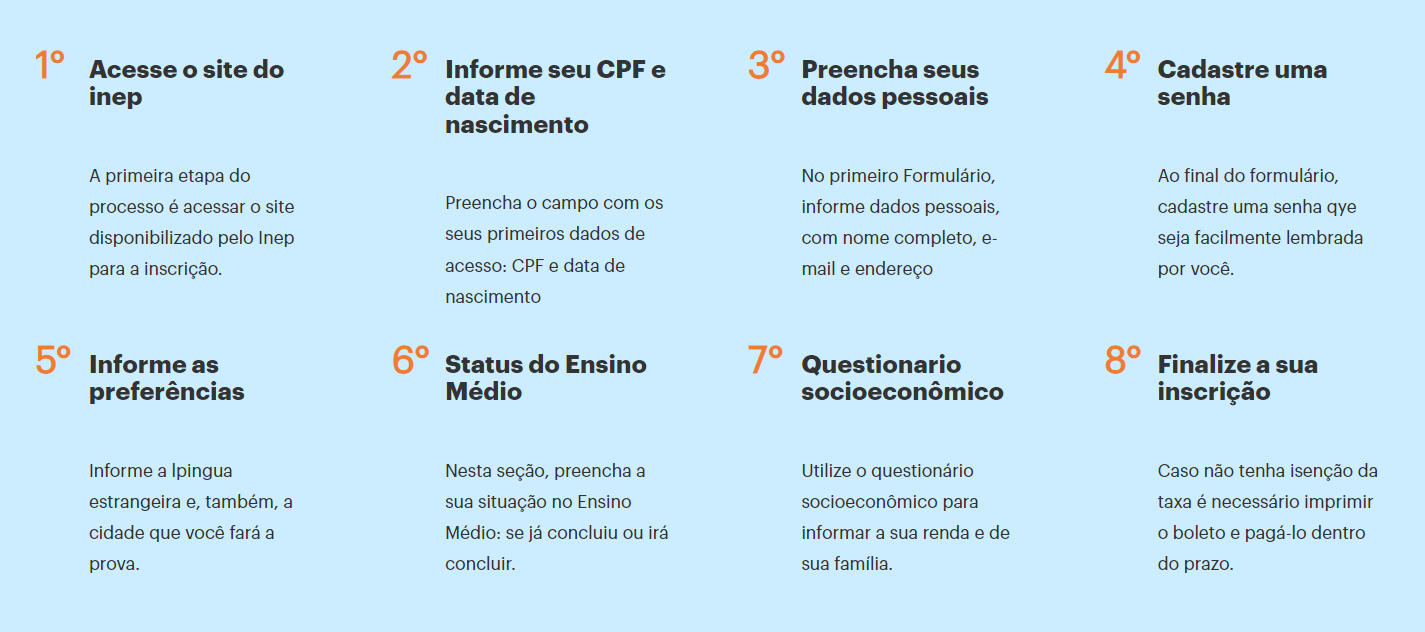 1º
Acesse o site do
inep
A primeira etapa do
processo é acessar o site
disponibilizado pelo Inep
para a inscrição.
2º
Informe seu CPF e
data de
nascimento
Preencha o campo com os
seus primeiros dados de
acesso: CPF e data de
nascimento
3º
Preencha seus
dados pessoais
No primeiro Formulário,
informe dados pessoais,
com nome completo, e-
mail e endereço
4º
Cadastre uma
senha
Ao final do formulário,
cadastre uma senha qye
seja facilmente lembrada
por você.
5º
Informe as
preferências
Informe a lpingua
estrangeira e, também, a
cidade que você fará a
prova.
6º
Status do Ensino
Médio
Nesta seção, preencha a
sua situação no Ensino
Médio: se já concluiu ou irá
concluir.
7º
Questionario
socioeconômico
Utilize o questionário
socioeconômico para
informar a sua renda e de
sua família.
8º
Finalize a sua
inscrição
Caso não tenha isenção da
taxa é necessário imprimir
o boleto e pagá-lo dentro
do prazo.